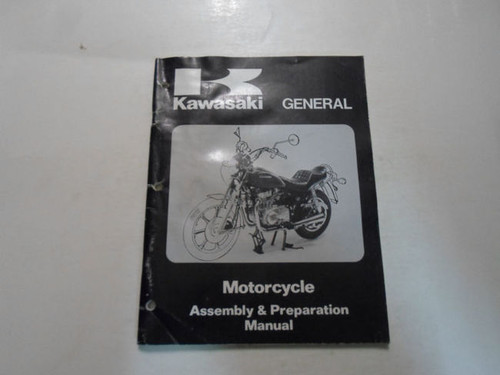 Kawasaki GENERAL
Motorcycle
Assembly & Preparation
Manual